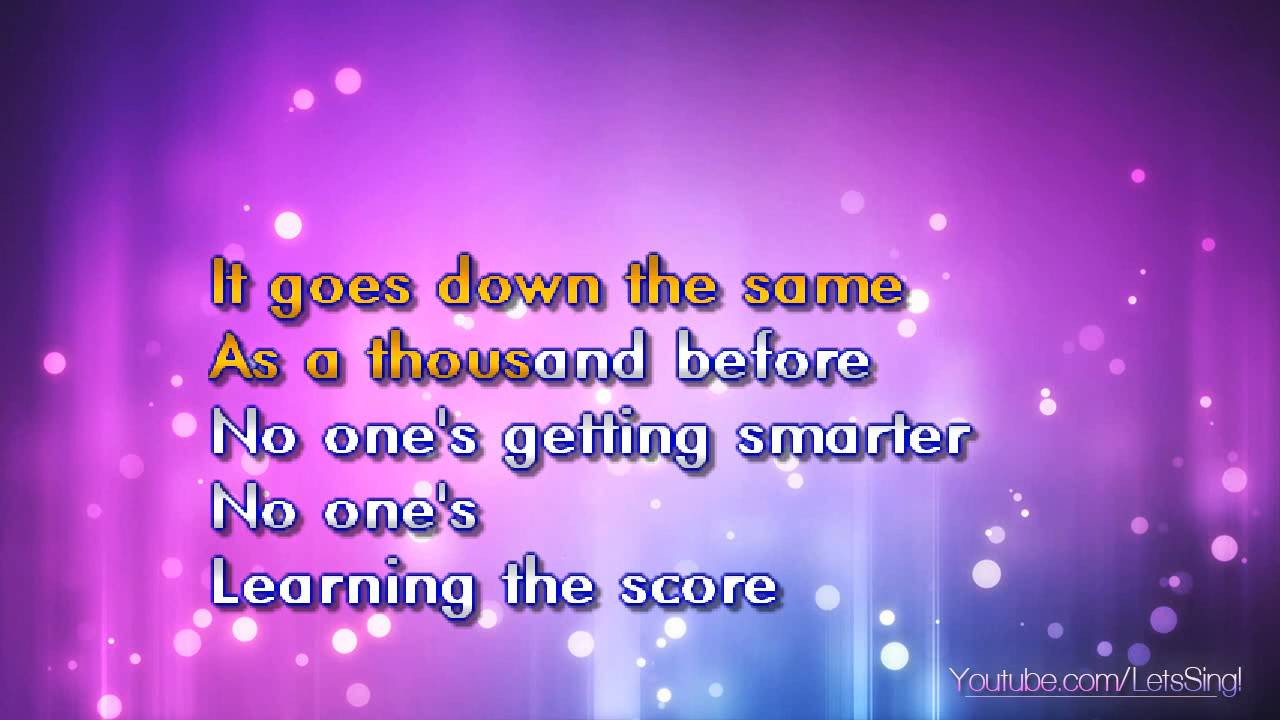 It goes down the same
As a thousand before
No one's getting smarter
No one's
Learning the score
Youtube.com/LetsSing!